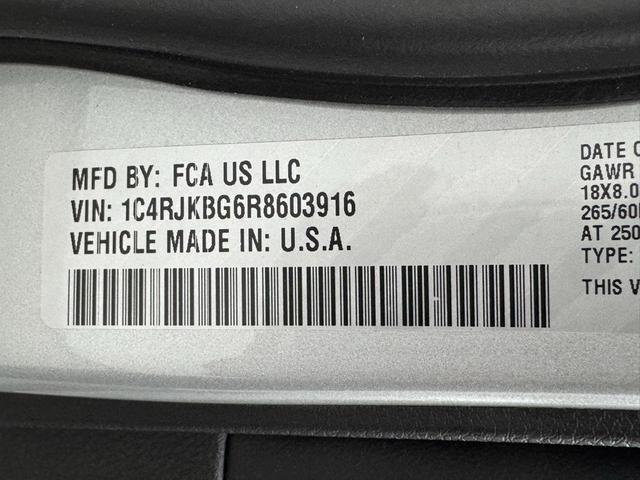 MFD BY: FCA US LLC
VIN: 1C4RJKBG6R8603916
VEHICLE MADE IN: U.S.A.
DATE O
GAWR
18X8.0
265/60
AT 250
TYPE:
THIS V